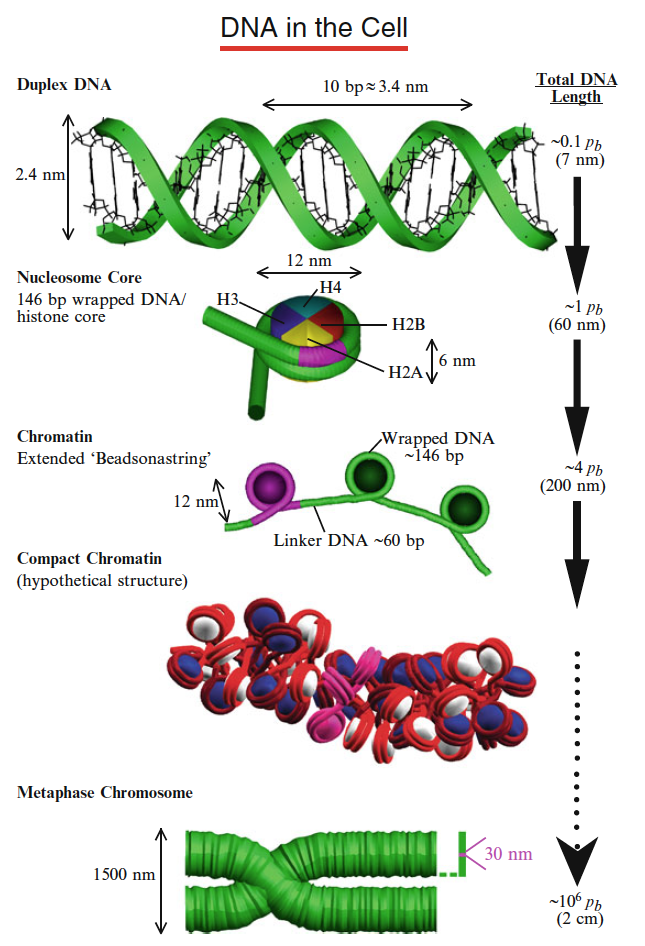 DNA in the Cell
Duplex DNA
10 bp≈3.4 nm
Total DNA
Length
2.4 nm
~0.1 pb
(7 nm)
Nucleosome Core
146 bp wrapped DNA/
histone core
12 nm
H3
H4
H2B
H2A
6 nm
~1 pb
(60 nm)
Chromatin
Extended ‘Beadsonastring’
Wrapped DNA
~146 bp
12 nm
Linker DNA ~60 bp
~4 pb
(200 nm)
Compact Chromatin
(hypothetical structure)
Metaphase Chromosome
1500 nm
30 nm
~10⁶ pb
(2 cm)